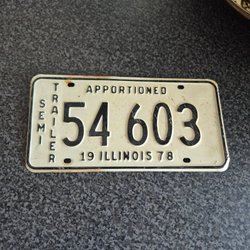 APPORTIONED
SEMI
TRAILER
54 603
19 ILLINOIS 78